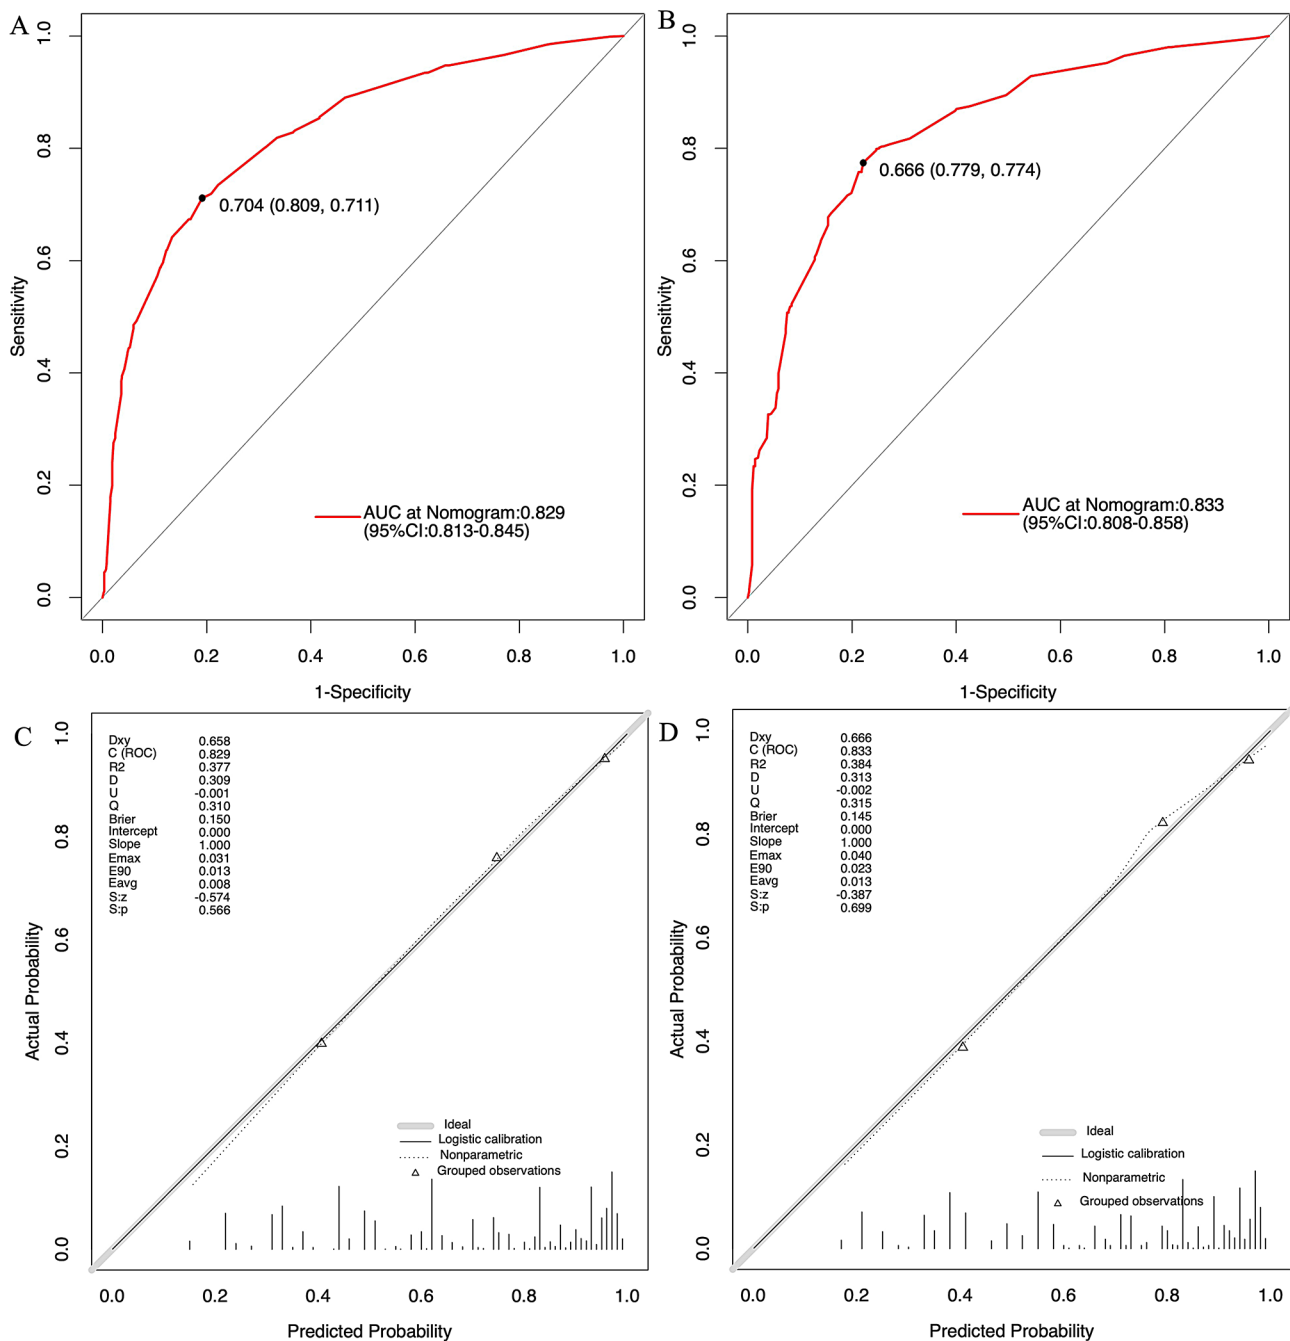 A
1.0
0.8
0.6
0.4
0.2
0.0
Sensitivity
0.704 (0.809, 0.711)
AUC at Nomogram:0.829
(95%CI:0.813-0.845)
0.0 0.2 0.4 0.6 0.8 1.0
1-Specificity
B
1.0
0.8
0.6
0.4
0.2
0.0
Sensitivity
0.666 (0.779, 0.774)
AUC at Nomogram:0.833
(95%CI:0.808-0.858)
0.0 0.2 0.4 0.6 0.8 1.0
1-Specificity
C
1.0
0.8
0.6
0.4
0.2
0.0
Actual Probability
Dxy 0.658
C (ROC) 0.829
R2 0.377
D 0.309
U -0.001
Q 0.310
Brier 0.150
Intercept 0.000
Slope 1.000
Emax 0.031
E90 0.013
Eavg 0.008
S:z -0.574
S:p 0.566
Ideal
Logistic calibration
Nonparametric
Grouped observations
0.0 0.2 0.4 0.6 0.8 1.0
Predicted Probability
D
1.0
0.8
0.6
0.4
0.2
0.0
Actual Probability
Dxy 0.666
C (ROC) 0.833
R2 0.384
D 0.313
U -0.002
Q 0.315
Brier 0.145
Intercept 0.000
Slope 1.000
Emax 0.040
E90 0.023
Eavg 0.013
S:z -0.387
S:p 0.699
Ideal
Logistic calibration
Nonparametric
Grouped observations
0.0 0.2 0.4 0.6 0.8 1.0
Predicted Probability